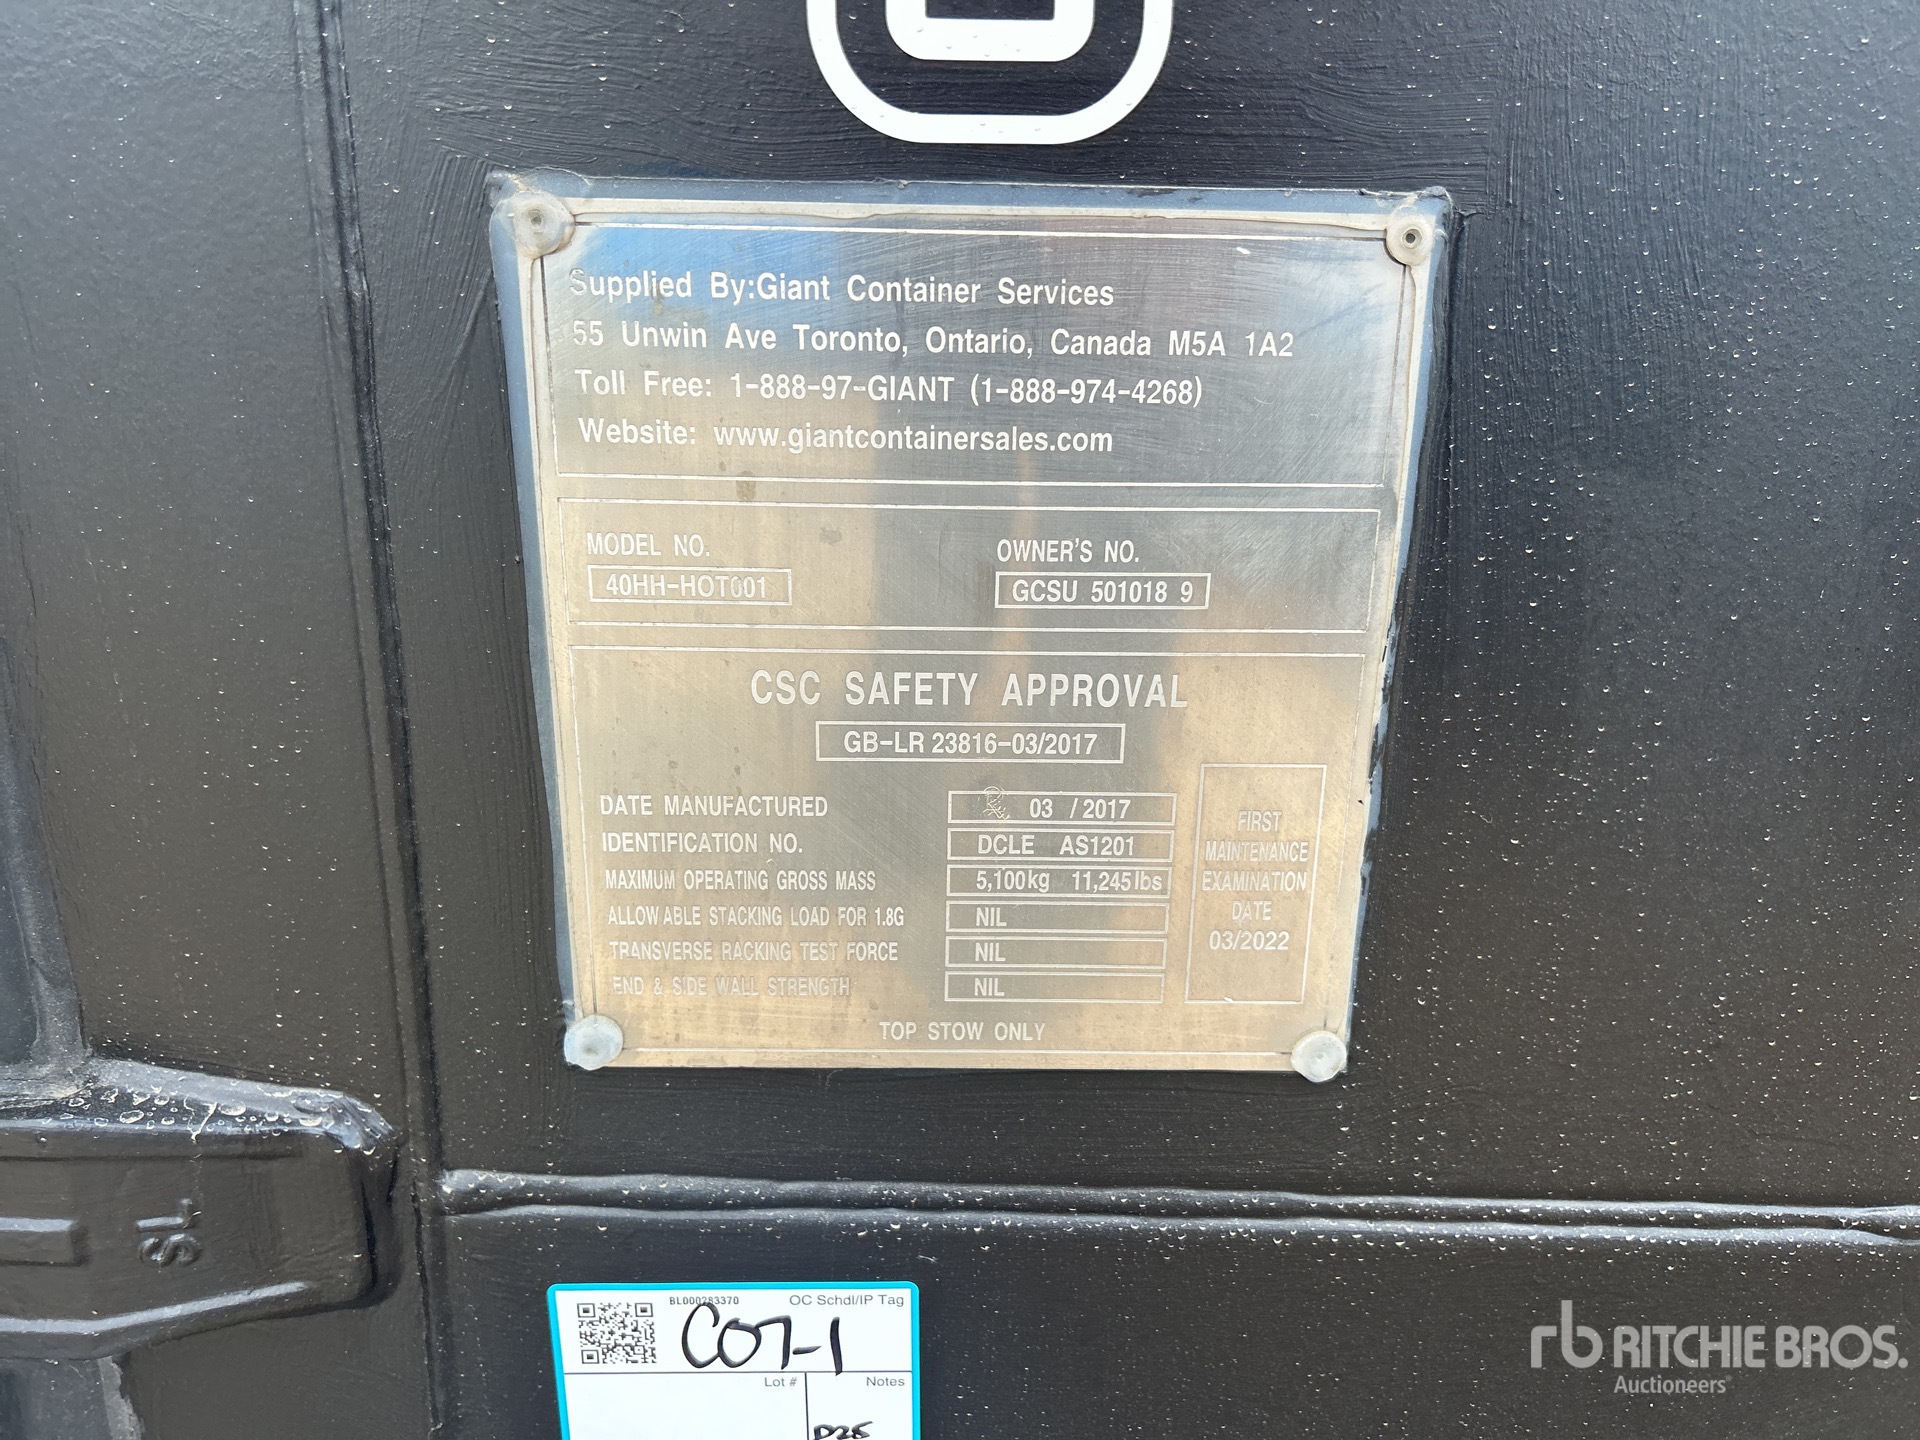 Supplied By:Giant Container Services
55 Unwin Ave Toronto, Ontario, Canada M5A 1A2
Toll Free: 1-888-97-GIANT (1-888-974-4268)
Website: www.giantcontainersales.com
MODEL NO.
40HH-HOT001
OWNER'S NO.
GCSU 501018 9
CSC SAFETY APPROVAL
GB-LR 23816-03/2017
DATE MANUFACTURED 03 / 2017
IDENTIFICATION NO. DCLE AS1201
MAXIMUM OPERATING GROSS MASS 5,100kg 11,245lbs
ALLOWABLE STACKING LOAD FOR 1.8G NIL
TRANSVERSE RACKING TEST FORCE NIL
END & SIDE WALL STRENGTH NIL
FIRST
MAINTENANCE
EXAMINATION
DATE
03/2022
TOP STOW ONLY
SL
BL000283370 OC Schdl/IP Tag
C07-1
Lot # Notes
rb RITCHIE BROS.
Auctioneers